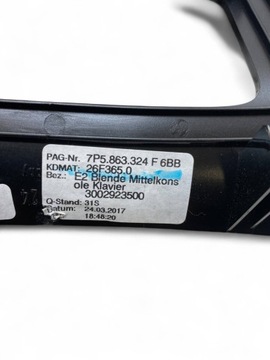 PAG-Nr. 7P5.863.324 F 6BB
KDMAT: 26F365.0
Bez.: E2 Blende Mittelkons
ole Klavier
3002923500
Q-Stand: 31S
Datum: 24.03.2017
18:48:20